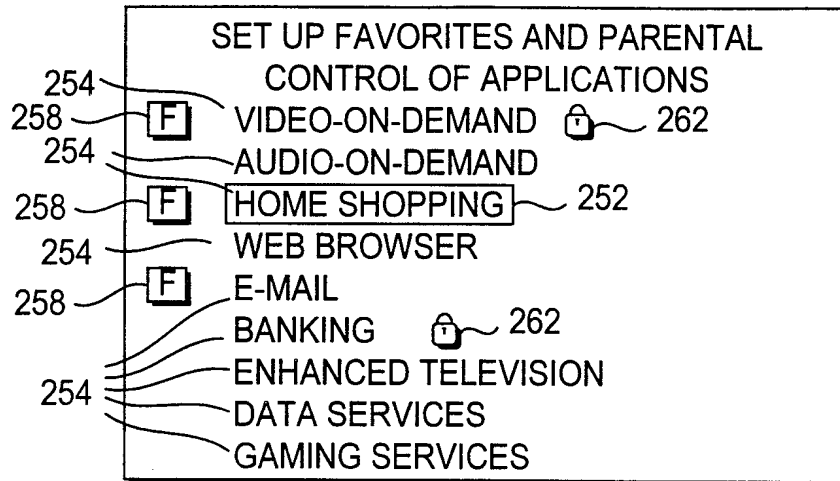 SET UP FAVORITES AND PARENTAL
CONTROL OF APPLICATIONS
254
258 F VIDEO-ON-DEMAND 262
254 AUDIO-ON-DEMAND
258 F HOME SHOPPING 252
254 WEB BROWSER
258 F E-MAIL
BANKING 262
ENHANCED TELEVISION
254 DATA SERVICES
GAMING SERVICES